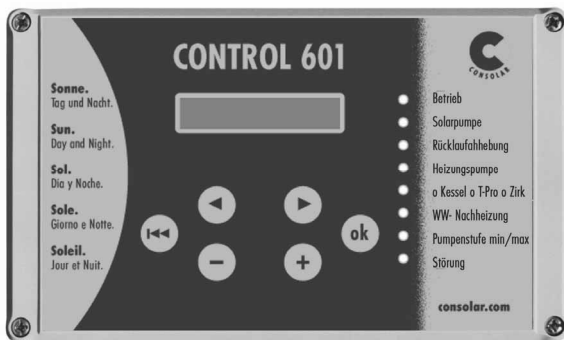 CONTROL 601
CONSOLAR
Sonne.
Tag und Nacht.
Sun.
Day and Night.
Sol.
Día y Noche.
Sole.
Giorno e Notte.
Soleil.
Jour et Nuit.
ok
Betrieb
Solarpumpe
Rücklaufahhebung
Heizungspumpe
o Kessel o T-Pro o Zirk
WW- Nachheizung
Pumpenstufe min/max
Störung
consolar.com